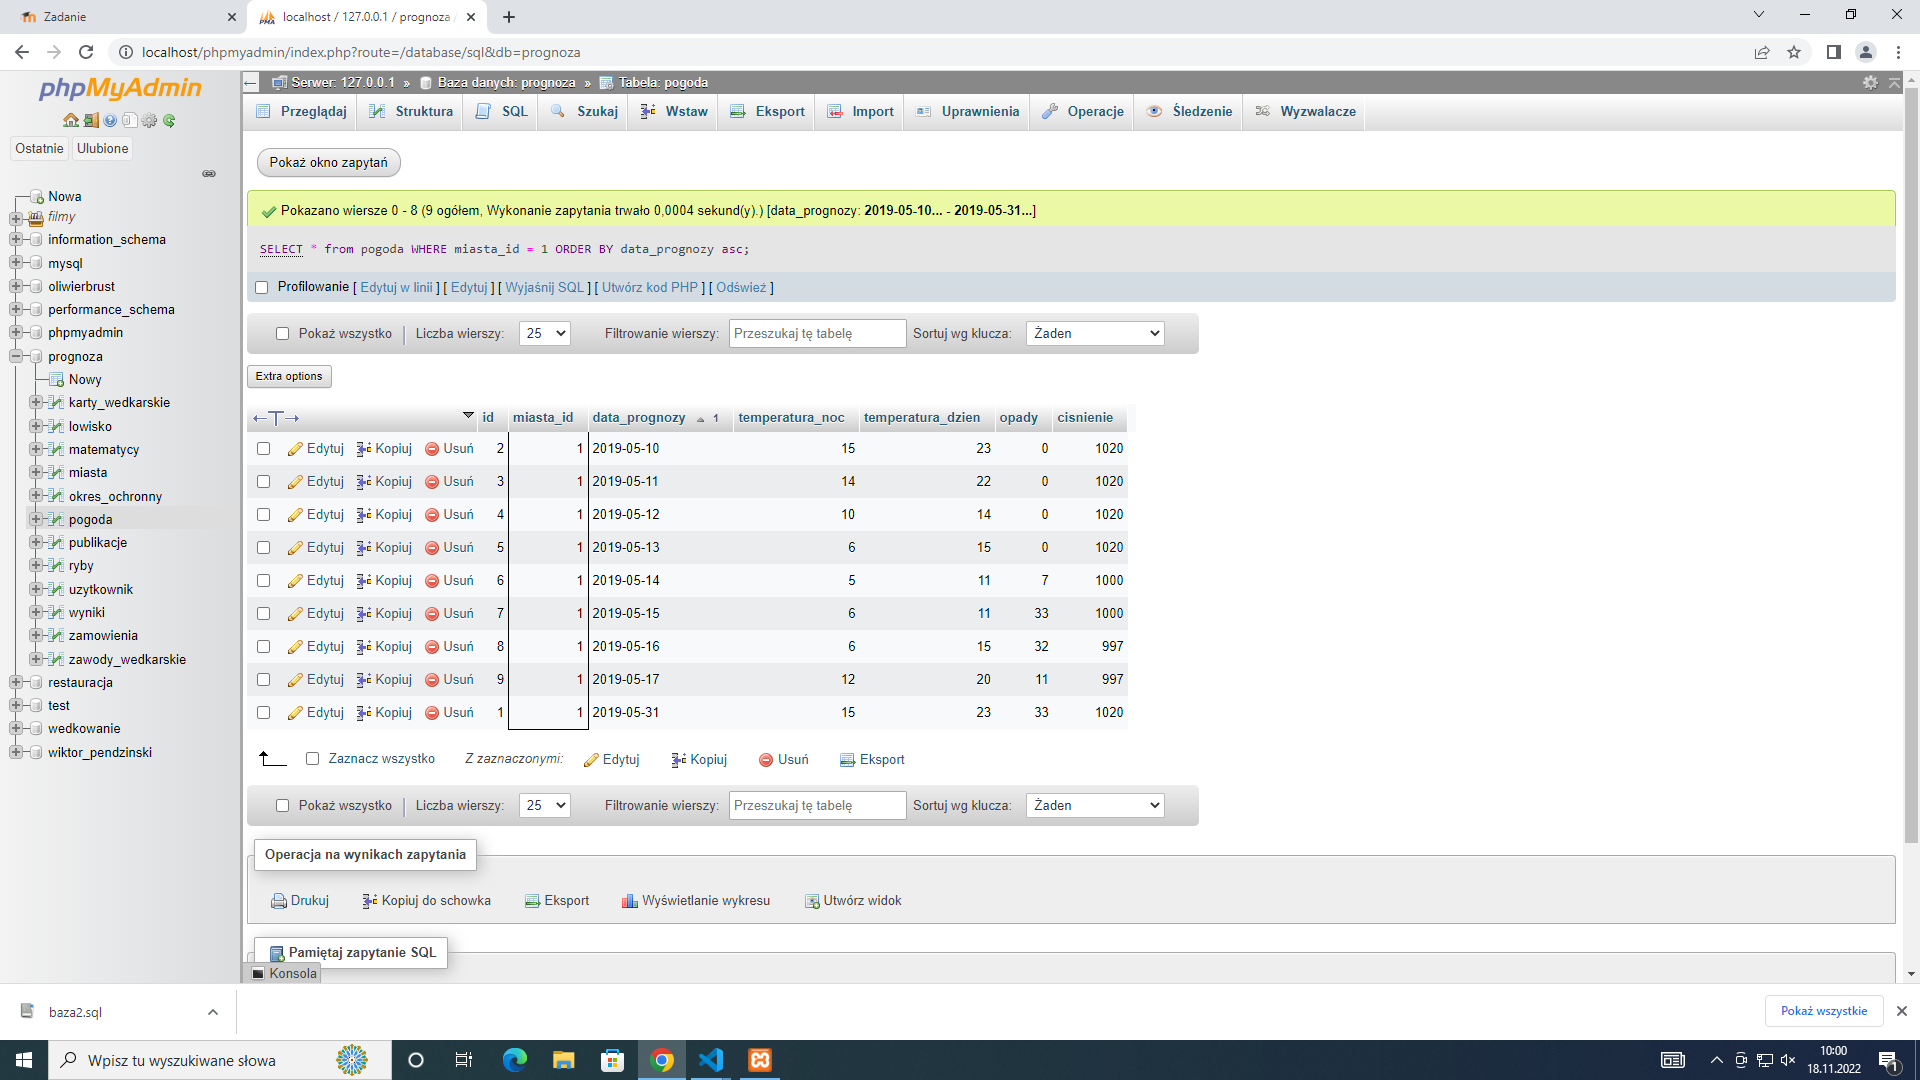 Zadanie
localhost / 127.0.0.1 / prognoza /
localhost/phpmyadmin/index.php?route=/database/sql&db=prognoza
phpMyAdmin
Ostatnie
Ulubione
Nowa
filmy
information_schema
mysql
oliwierbrust
performance_schema
phpmyadmin
prognoza
Nowy
karty_wedkarskie
lowisko
matematycy
miasta
okres_ochronny
pogoda
publikacje
ryby
uzytkownik
wyniki
zamowienia
zawody_wedkarskie
restauracja
test
wedkowanie
wiktor_pendzinski
Serwer: 127.0.0.1 » Baza danych: prognoza » Tabela: pogoda
Przeglądaj Struktura SQL Szukaj Wstaw Eksport Import Uprawnienia Operacje Śledzenie Wyzwalacze
Pokaż okno zapytań
Pokazano wiersze 0 - 8 (9 ogółem, Wykonanie zapytania trwało 0,0004 sekund(y).) [data_prognozy: 2019-05-10... - 2019-05-31...]
SELECT * from pogoda WHERE miasta_id = 1 ORDER BY data_prognozy asc;
Profilowanie [ Edytuj w linii ] [ Edytuj ] [ Wyjaśnij SQL ] [ Utwórz kod PHP ] [ Odśwież ]
Pokaż wszystko Liczba wierszy: 25 Filtrowanie wierszy: Przeszukaj tę tabelę Sortuj wg klucza: Żaden
Extra options
←T→ id miasta_id data_prognozy 1 temperatura_noc temperatura_dzien opady cisnienie
Edytuj Kopiuj Usuń 2 1 2019-05-10 15 23 0 1020
Edytuj Kopiuj Usuń 3 1 2019-05-11 14 22 0 1020
Edytuj Kopiuj Usuń 4 1 2019-05-12 10 14 0 1020
Edytuj Kopiuj Usuń 5 1 2019-05-13 6 15 0 1020
Edytuj Kopiuj Usuń 6 1 2019-05-14 5 11 7 1000
Edytuj Kopiuj Usuń 7 1 2019-05-15 6 11 33 1000
Edytuj Kopiuj Usuń 8 1 2019-05-16 6 15 32 997
Edytuj Kopiuj Usuń 9 1 2019-05-17 12 20 11 997
Edytuj Kopiuj Usuń 1 1 2019-05-31 15 23 33 1020
Zaznacz wszystko Z zaznaczonymi: Edytuj Kopiuj Usuń Eksport
Pokaż wszystko Liczba wierszy: 25 Filtrowanie wierszy: Przeszukaj tę tabelę Sortuj wg klucza: Żaden
Operacja na wynikach zapytania
Drukuj Kopiuj do schowka Eksport Wyświetlanie wykresu Utwórz widok
Pamiętaj zapytanie SQL
Konsola
baza2.sql
Pokaż wszystkie
Wpisz tu wyszukiwane słowa
10:00
18.11.2022
1